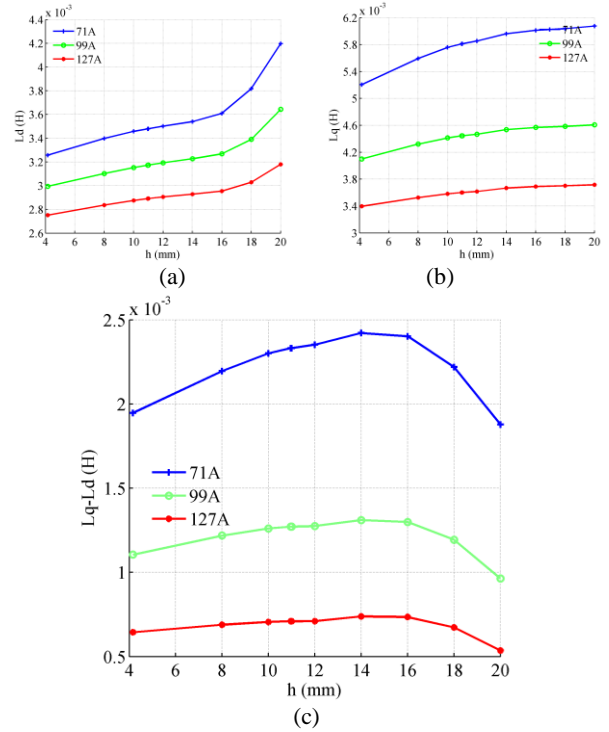 x 10⁻³
4.4
4.2
4
3.8
3.6
3.4
3.2
3
2.8
2.6
Ld (H)
71A
99A
127A
4 6 8 10 12 14 16 18 20
h (mm)
(a)
x 10⁻³
6.2
5.8
5.4
5
4.6
4.2
3.8
3.4
3
Lq (H)
71A
99A
127A
4 6 8 10 12 14 16 18 20
h (mm)
(b)
x 10⁻³
2.5
2
1.5
1
0.5
Lq-Ld (H)
71A
99A
127A
4 6 8 10 12 14 16 18 20
h (mm)
(c)